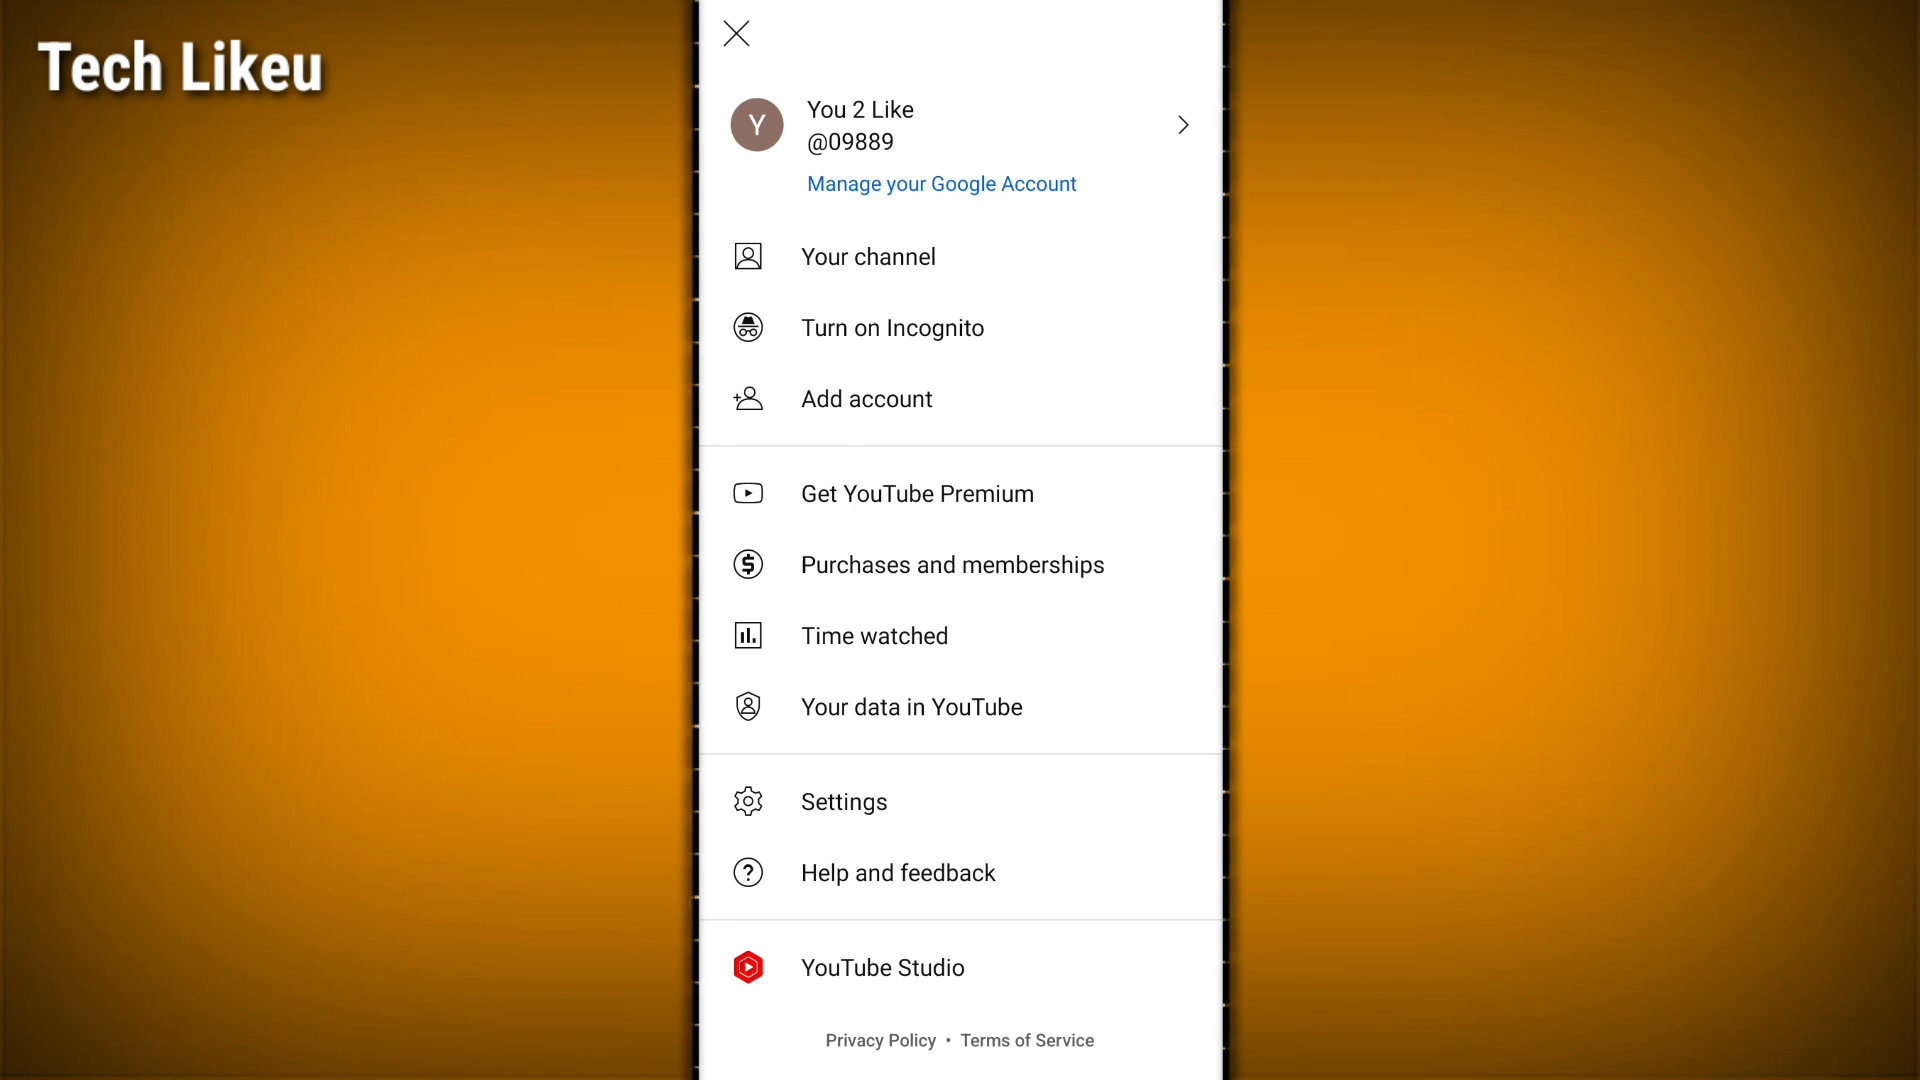 Tech Likeu
Y
You 2 Like
@09889
Manage your Google Account
Your channel
Turn on Incognito
Add account
Get YouTube Premium
Purchases and memberships
Time watched
Your data in YouTube
Settings
Help and feedback
YouTube Studio
Privacy Policy • Terms of Service